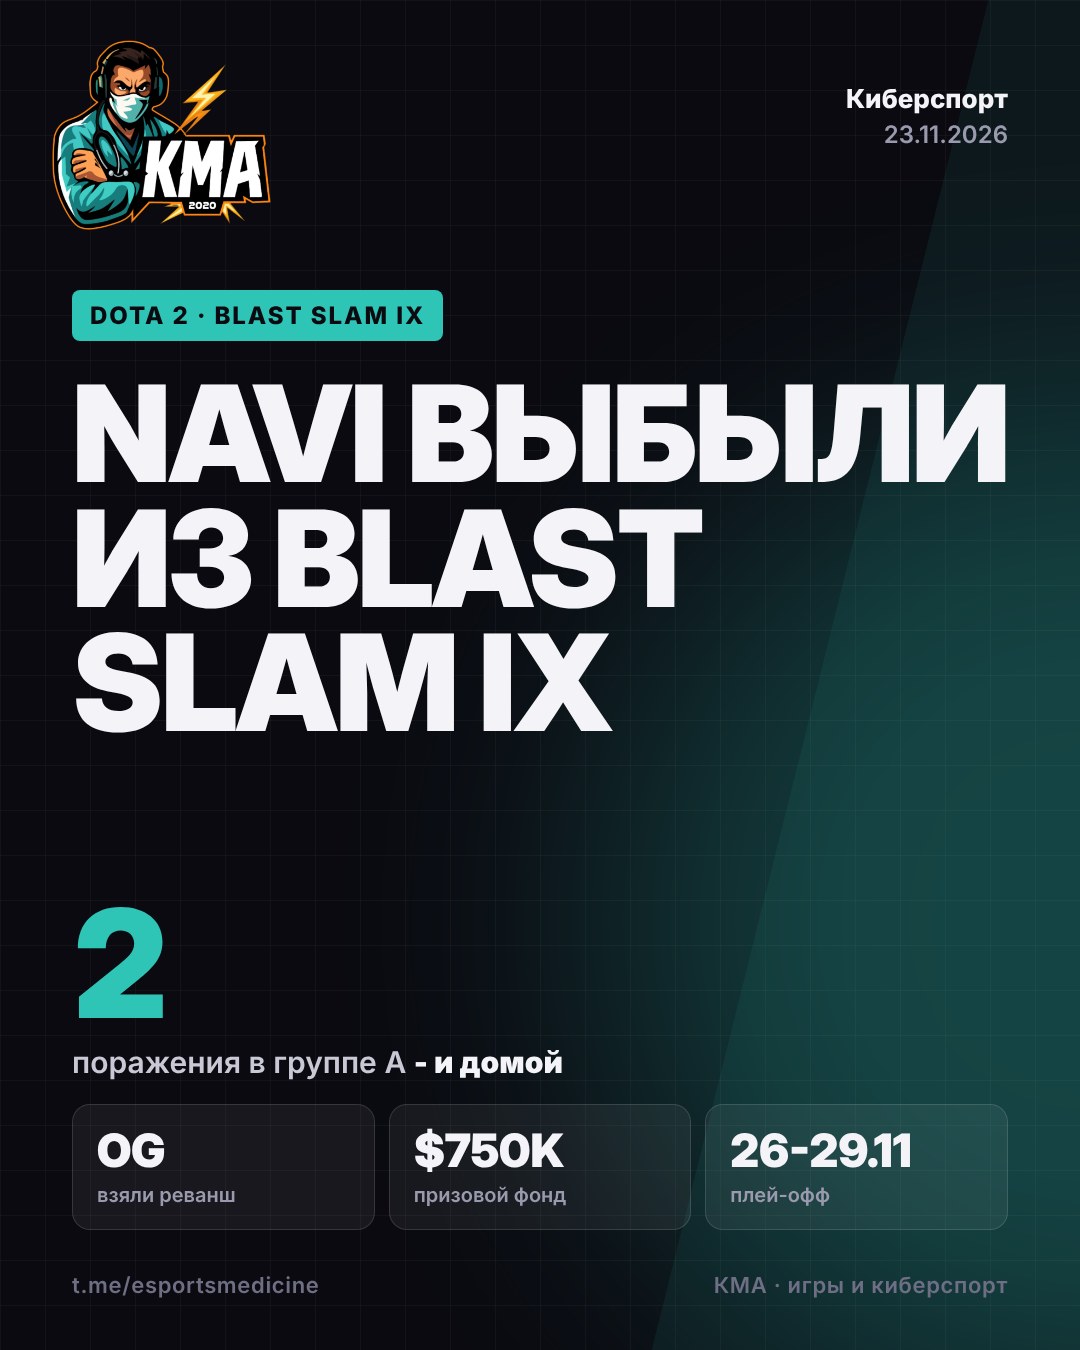 KMA
2020
Киберспорт
23.11.2026
DOTA 2 · BLAST SLAM IX
NAVI ВЫБЫЛИ
ИЗ BLAST
SLAM IX
2
поражения в группе A - и домой
OG
взяли реванш
$750K
призовой фонд
26-29.11
плей-офф
t.me/esportsmedicine
КМА · игры и киберспорт